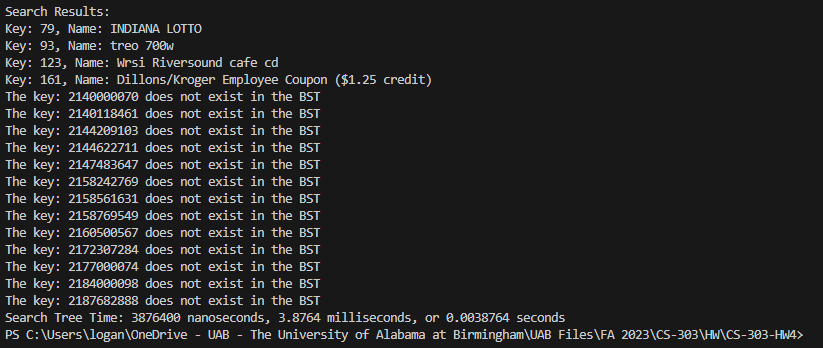 Search Results:
Key: 79, Name: INDIANA LOTTO
Key: 93, Name: treo 700w
Key: 123, Name: Wrsi Riversound cafe cd
Key: 161, Name: Dillons/Kroger Employee Coupon ($1.25 credit)
The key: 2140000070 does not exist in the BST
The key: 2140118461 does not exist in the BST
The key: 2144209103 does not exist in the BST
The key: 2144622711 does not exist in the BST
The key: 2147483647 does not exist in the BST
The key: 2158242769 does not exist in the BST
The key: 2158561631 does not exist in the BST
The key: 2158769549 does not exist in the BST
The key: 2160500567 does not exist in the BST
The key: 2172307284 does not exist in the BST
The key: 2177000074 does not exist in the BST
The key: 2184000098 does not exist in the BST
The key: 2187682888 does not exist in the BST
Search Tree Time: 3876400 nanoseconds, 3.8764 milliseconds, or 0.0038764 seconds
PS C:\Users\logan\OneDrive - UAB - The University of Alabama at Birmingham\UAB Files\FA 2023\CS-303\HW\CS-303-HW4>